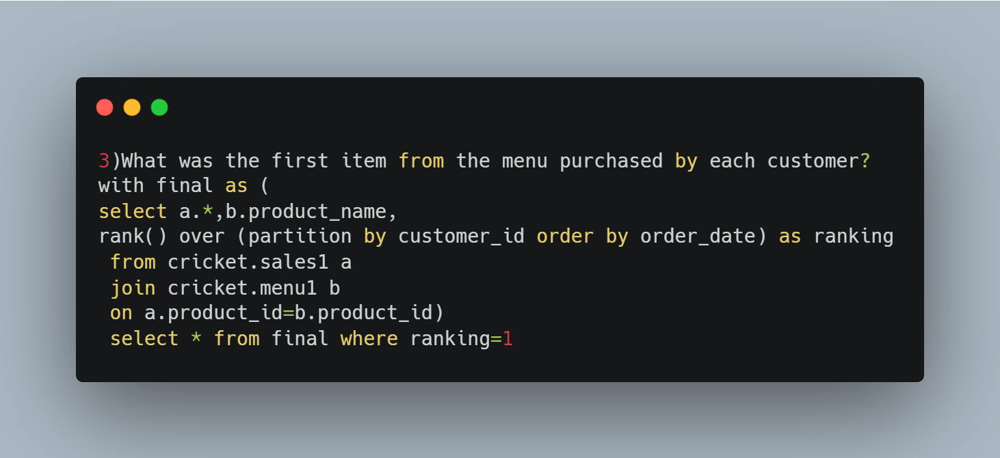 3)What was the first item from the menu purchased by each customer?
with final as (
select a.*,b.product_name,
rank() over (partition by customer_id order by order_date) as ranking
from cricket.sales1 a
join cricket.menu1 b
on a.product_id=b.product_id)
select * from final where ranking=1